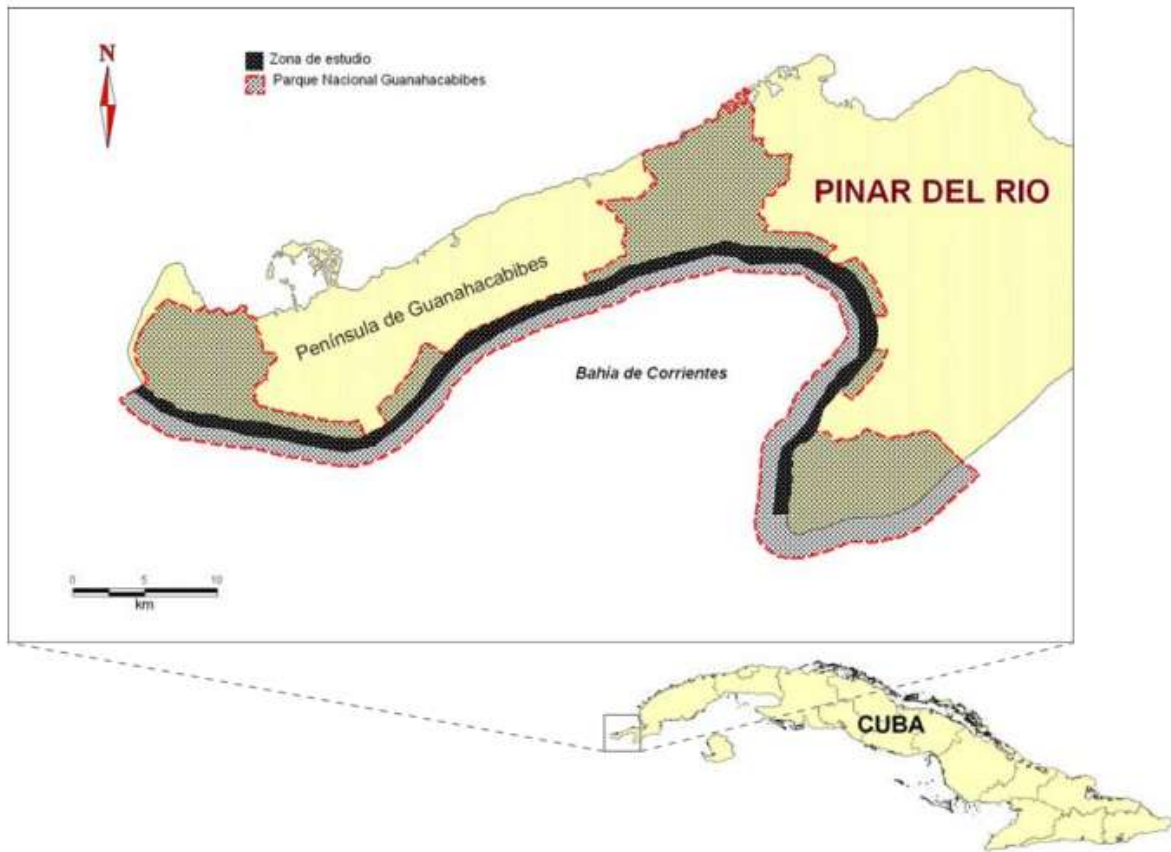 N
Zona de estudio
Parque Nacional Guanahacabibes
PINAR DEL RIO
Península de Guanahacabibes
Bahía de Corrientes
0 5 10
km
CUBA